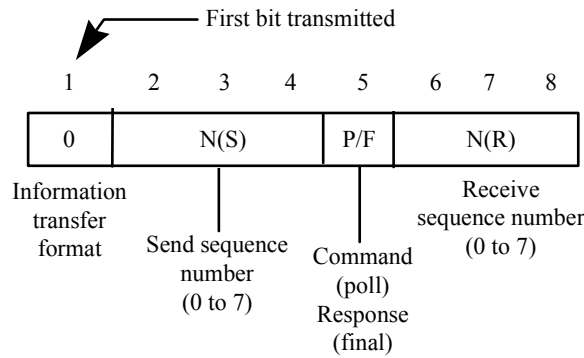 First bit transmitted
1 2 3 4 5 6 7 8
0 N(S) P/F N(R)
Information
transfer
format
Send sequence
number
(0 to 7)
Command
(poll)
Response
(final)
Receive
sequence number
(0 to 7)